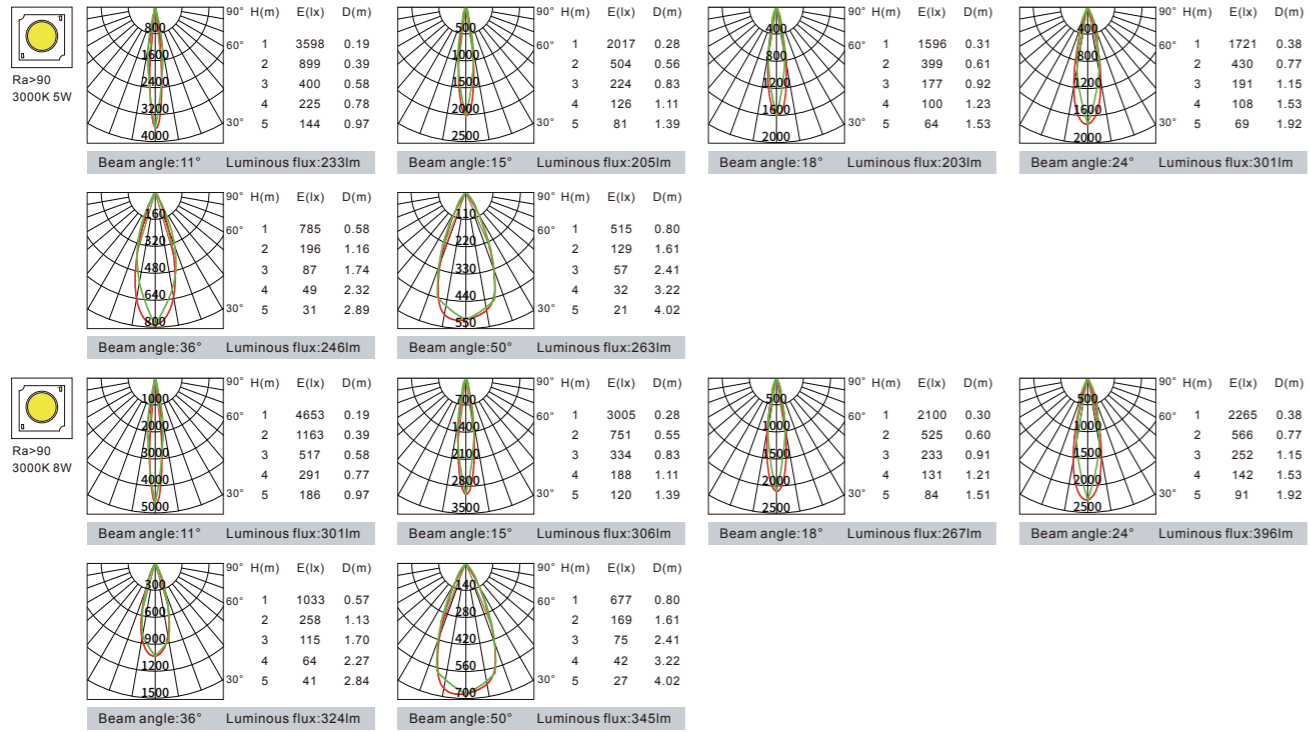 Ra>90
3000K 5W
800
1600
2400
3200
4000
90°
60°
30°
H(m) E(lx) D(m)
1 3598 0.19
2 899 0.39
3 400 0.58
4 225 0.78
5 144 0.97
Beam angle:11° Luminous flux:233lm
500
1000
1500
2000
2500
90°
60°
30°
H(m) E(lx) D(m)
1 2017 0.28
2 504 0.56
3 224 0.83
4 126 1.11
5 81 1.39
Beam angle:15° Luminous flux:205lm
400
800
1200
1600
2000
90°
60°
30°
H(m) E(lx) D(m)
1 1596 0.31
2 399 0.61
3 177 0.92
4 100 1.23
5 64 1.53
Beam angle:18° Luminous flux:203lm
400
800
1200
1600
2000
90°
60°
30°
H(m) E(lx) D(m)
1 1721 0.38
2 430 0.77
3 191 1.15
4 108 1.53
5 69 1.92
Beam angle:24° Luminous flux:301lm
160
320
480
640
800
90°
60°
30°
H(m) E(lx) D(m)
1 785 0.58
2 196 1.16
3 87 1.74
4 49 2.32
5 31 2.89
Beam angle:36° Luminous flux:246lm
110
220
330
440
550
90°
60°
30°
H(m) E(lx) D(m)
1 515 0.80
2 129 1.61
3 57 2.41
4 32 3.22
5 21 4.02
Beam angle:50° Luminous flux:263lm
Ra>90
3000K 8W
1000
2000
3000
4000
5000
90°
60°
30°
H(m) E(lx) D(m)
1 4653 0.19
2 1163 0.39
3 517 0.58
4 291 0.77
5 186 0.97
Beam angle:11° Luminous flux:301lm
700
1400
2100
2800
3500
90°
60°
30°
H(m) E(lx) D(m)
1 3005 0.28
2 751 0.55
3 334 0.83
4 188 1.11
5 120 1.39
Beam angle:15° Luminous flux:306lm
500
1000
1500
2000
2500
90°
60°
30°
H(m) E(lx) D(m)
1 2100 0.30
2 525 0.60
3 233 0.91
4 131 1.21
5 84 1.51
Beam angle:18° Luminous flux:267lm
500
1000
1500
2000
2500
90°
60°
30°
H(m) E(lx) D(m)
1 2265 0.38
2 566 0.77
3 252 1.15
4 142 1.53
5 91 1.92
Beam angle:24° Luminous flux:396lm
300
600
900
1200
1500
90°
60°
30°
H(m) E(lx) D(m)
1 1033 0.57
2 258 1.13
3 115 1.70
4 64 2.27
5 41 2.84
Beam angle:36° Luminous flux:324lm
140
280
420
560
700
90°
60°
30°
H(m) E(lx) D(m)
1 677 0.80
2 169 1.61
3 75 2.41
4 42 3.22
5 27 4.02
Beam angle:50° Luminous flux:345lm